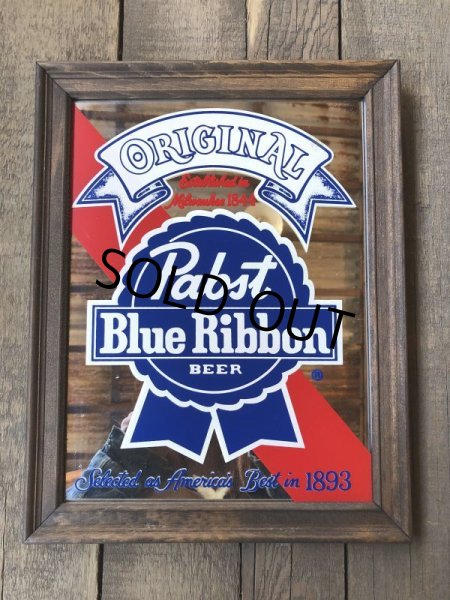 ORIGINAL
Established in
Milwaukee 1844
Pabst
SOLD OUT
Blue Ribbon
BEER
®
Selected as America's Best in 1893